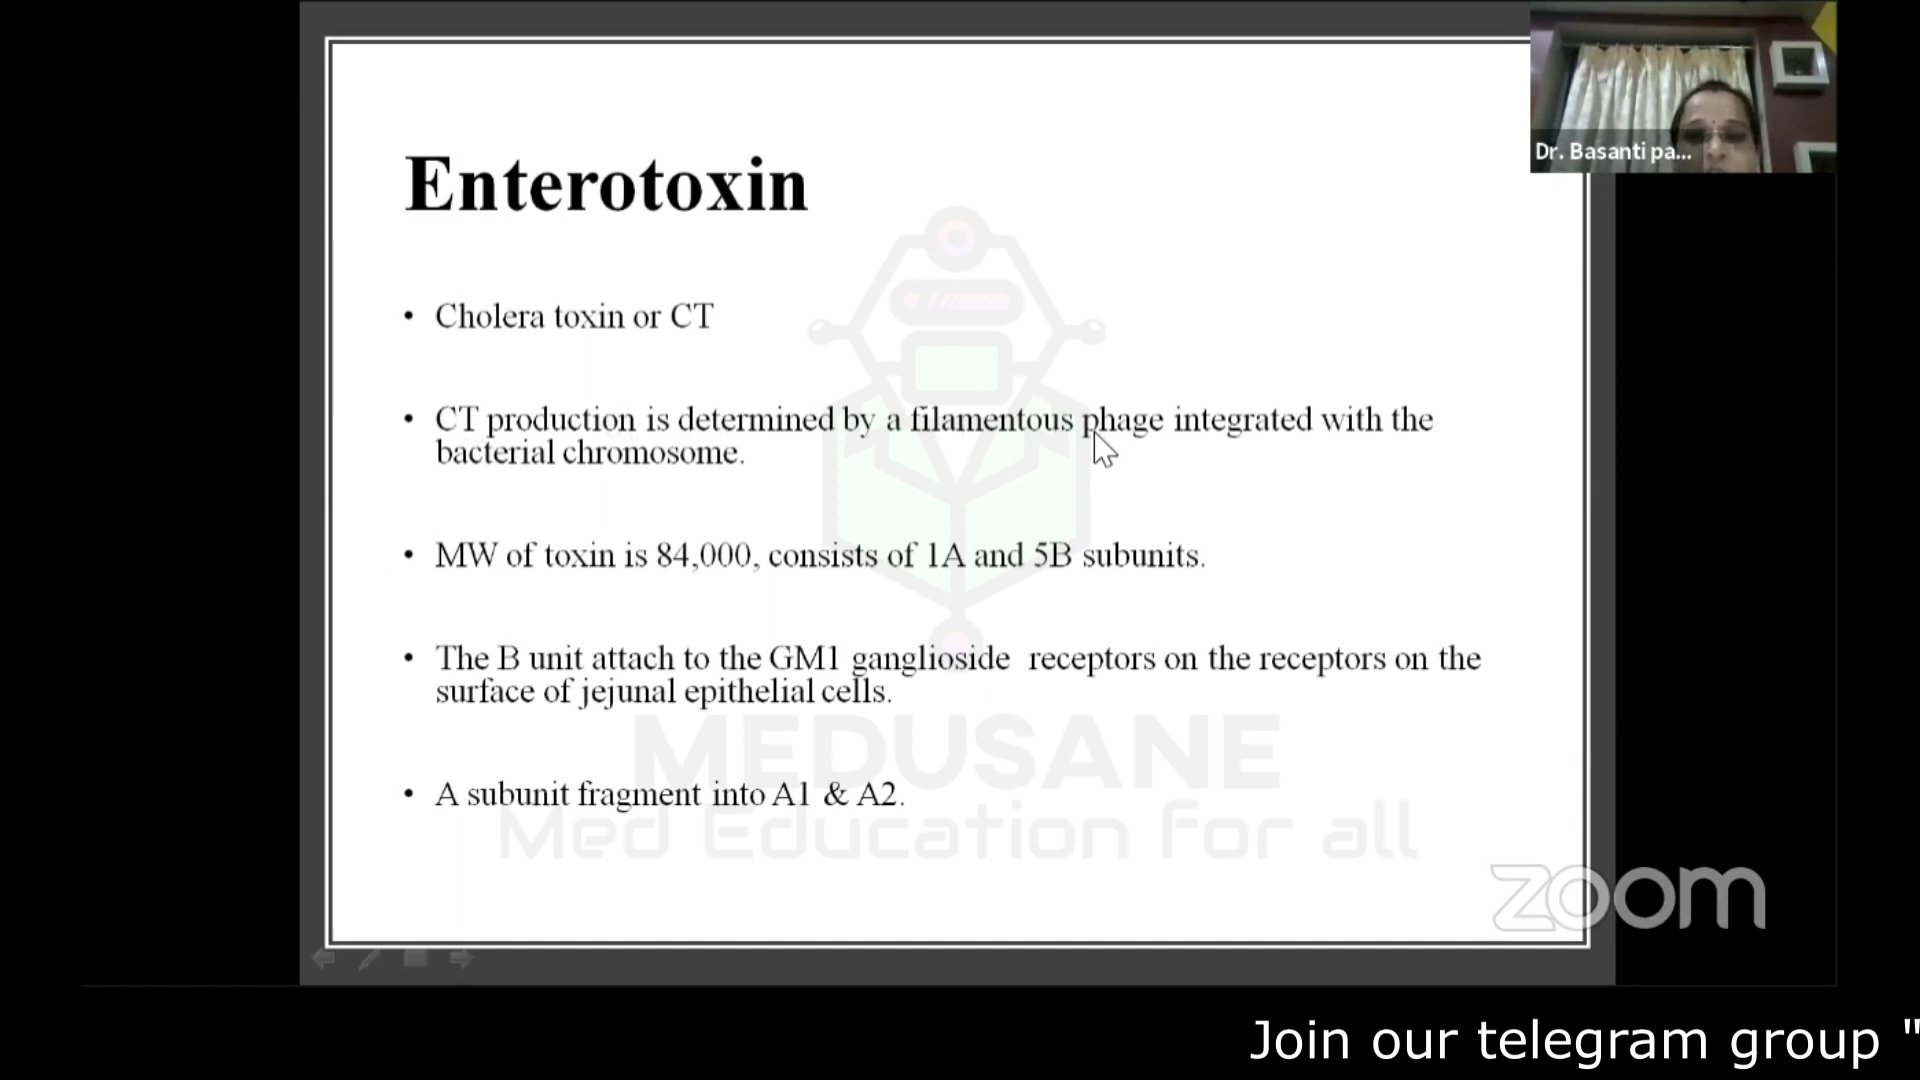 Dr. Basanti pa...
Enterotoxin
• Cholera toxin or CT
• CT production is determined by a filamentous phage integrated with the
bacterial chromosome.
• MW of toxin is 84,000, consists of 1A and 5B subunits.
• The B unit attach to the GM1 ganglioside receptors on the receptors on the
surface of jejunal epithelial cells.
• A subunit fragment into A1 & A2.
MEDUSANE
Med Education for all
zoom
Join our telegram group "